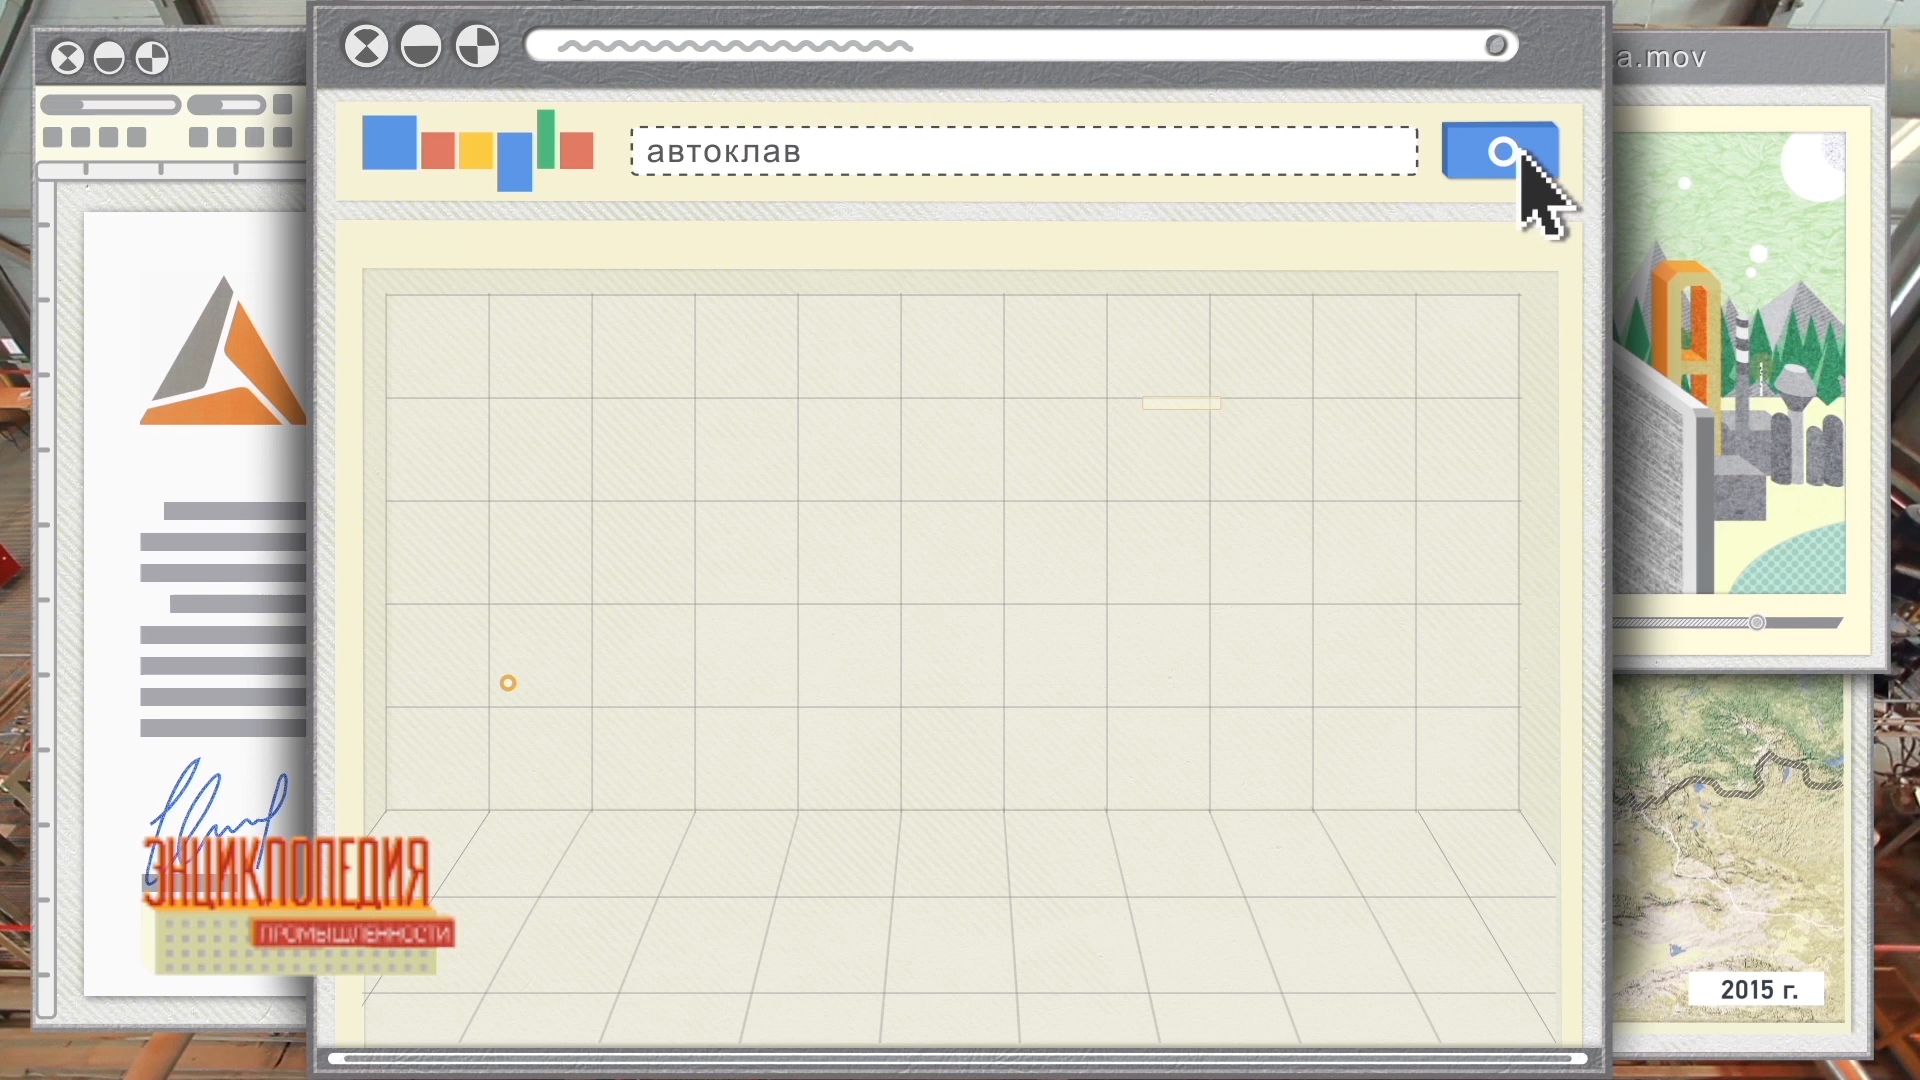 a.mov
автоклав
ЭНЦИКЛОПЕДИЯ
ПРОМЫШЛЕННОСТИ
2015 г.